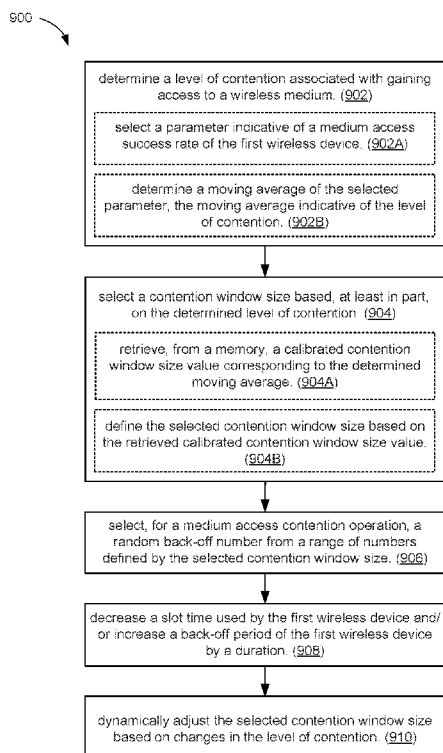 900
determine a level of contention associated with gaining
access to a wireless medium. (902)
select a parameter indicative of a medium access
success rate of the first wireless device. (902A)
determine a moving average of the selected
parameter, the moving average indicative of the level
of contention. (902B)
select a contention window size based, at least in part,
on the determined level of contention (904)
retrieve, from a memory, a calibrated contention
window size value corresponding to the determined
moving average. (904A)
define the selected contention window size based on
the retrieved calibrated contention window size value.
(904B)
select, for a medium access contention operation, a
random back-off number from a range of numbers
defined by the selected contention window size. (906)
decrease a slot time used by the first wireless device and/
or increase a back-off period of the first wireless device
by a duration. (908)
dynamically adjust the selected contention window size
based on changes in the level of contention. (910)